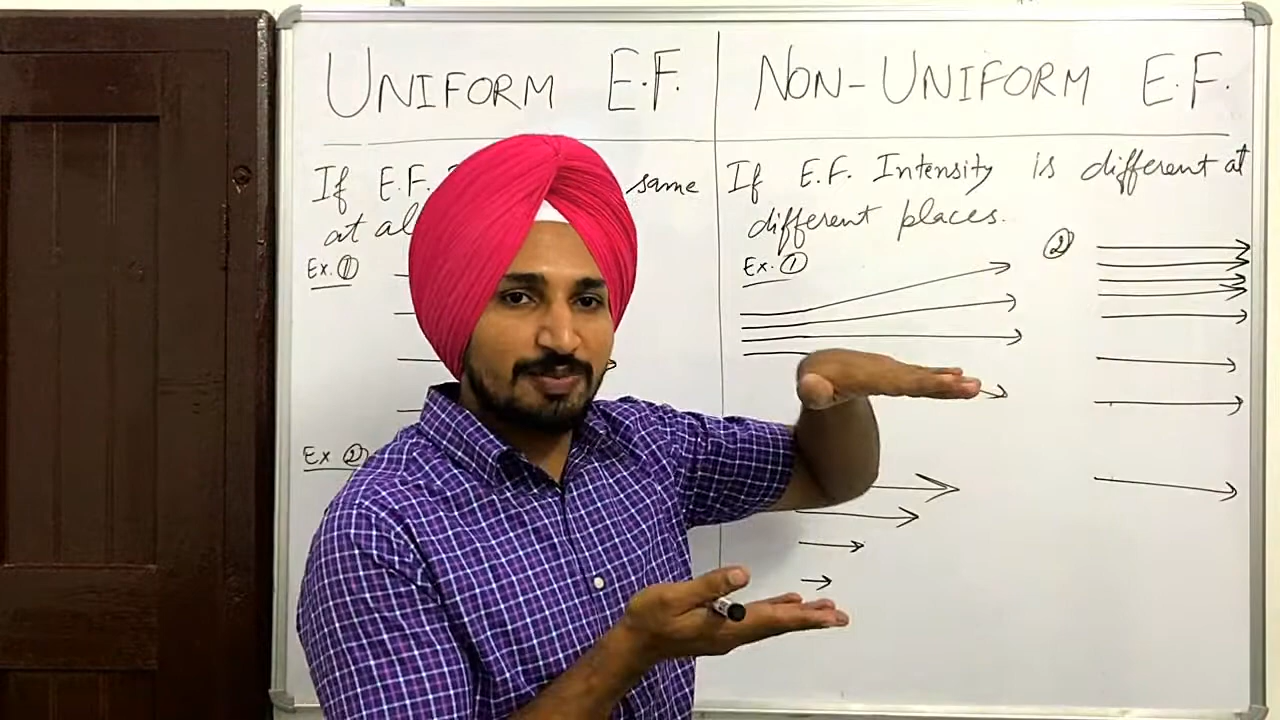 UNIFORM E.F.
If E.F. same
at al
Ex. ①
Ex ②
NON-UNIFORM E.F.
If E.F. Intensity is different at
different places.
Ex. ①
②